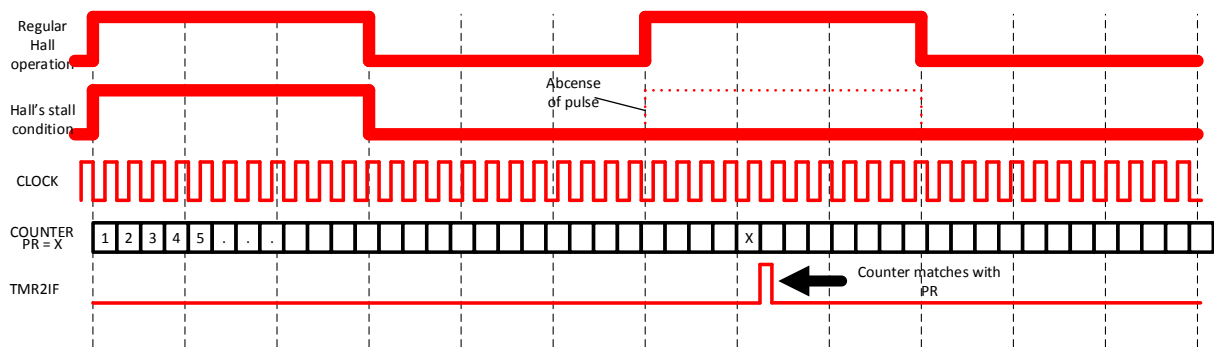 Regular
Hall
operation
Abcense
of pulse
Hall's stall
condition
CLOCK
COUNTER
PR = X
1 2 3 4 5 . . . X
TMR2IF
Counter matches with
PR